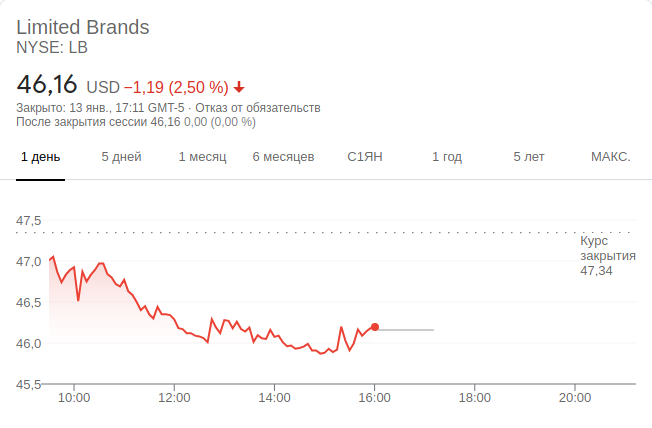 Limited Brands
NYSE: LB
46,16 USD −1,19 (2,50 %)
Закрыто: 13 янв., 17:11 GMT-5 · Отказ от обязательств
После закрытия сессии 46,16 0,00 (0,00 %)
1 день 5 дней 1 месяц 6 месяцев С1ЯН 1 год 5 лет МАКС.
47,5
Курс
закрытия
47,34
47,0
46,5
46,0
45,5
10:00 12:00 14:00 16:00 18:00 20:00